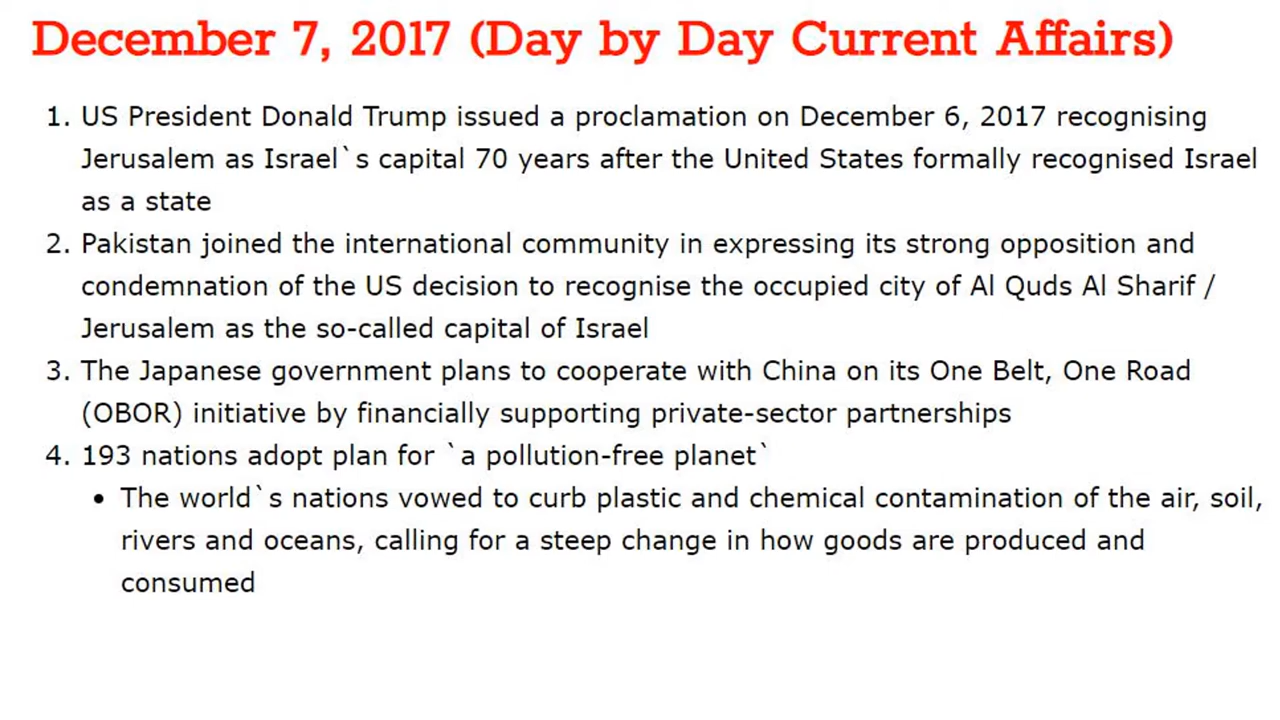 December 7, 2017 (Day by Day Current Affairs)
1. US President Donald Trump issued a proclamation on December 6, 2017 recognising
Jerusalem as Israel`s capital 70 years after the United States formally recognised Israel
as a state
2. Pakistan joined the international community in expressing its strong opposition and
condemnation of the US decision to recognise the occupied city of Al Quds Al Sharif /
Jerusalem as the so-called capital of Israel
3. The Japanese government plans to cooperate with China on its One Belt, One Road
(OBOR) initiative by financially supporting private-sector partnerships
4. 193 nations adopt plan for `a pollution-free planet`
• The world`s nations vowed to curb plastic and chemical contamination of the air, soil,
rivers and oceans, calling for a steep change in how goods are produced and
consumed